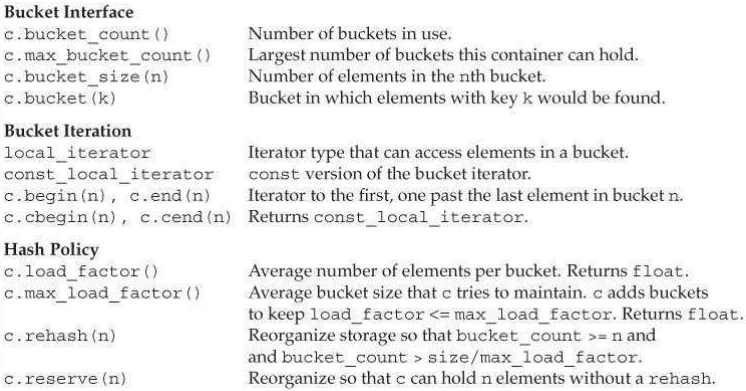 Bucket Interface
c.bucket_count() Number of buckets in use.
c.max_bucket_count() Largest number of buckets this container can hold.
c.bucket_size(n) Number of elements in the nth bucket.
c.bucket(k) Bucket in which elements with key k would be found.
Bucket Iteration
local_iterator Iterator type that can access elements in a bucket.
const_local_iterator const version of the bucket iterator.
c.begin(n), c.end(n) Iterator to the first, one past the last element in bucket n.
c.cbegin(n), c.cend(n) Returns const_local_iterator.
Hash Policy
c.load_factor() Average number of elements per bucket. Returns float.
c.max_load_factor() Average bucket size that c tries to maintain. c adds buckets
to keep load_factor <= max_load_factor. Returns float.
c.rehash(n) Reorganize storage so that bucket_count >= n and
and bucket_count > size/max_load_factor.
c.reserve(n) Reorganize so that c can hold n elements without a rehash.